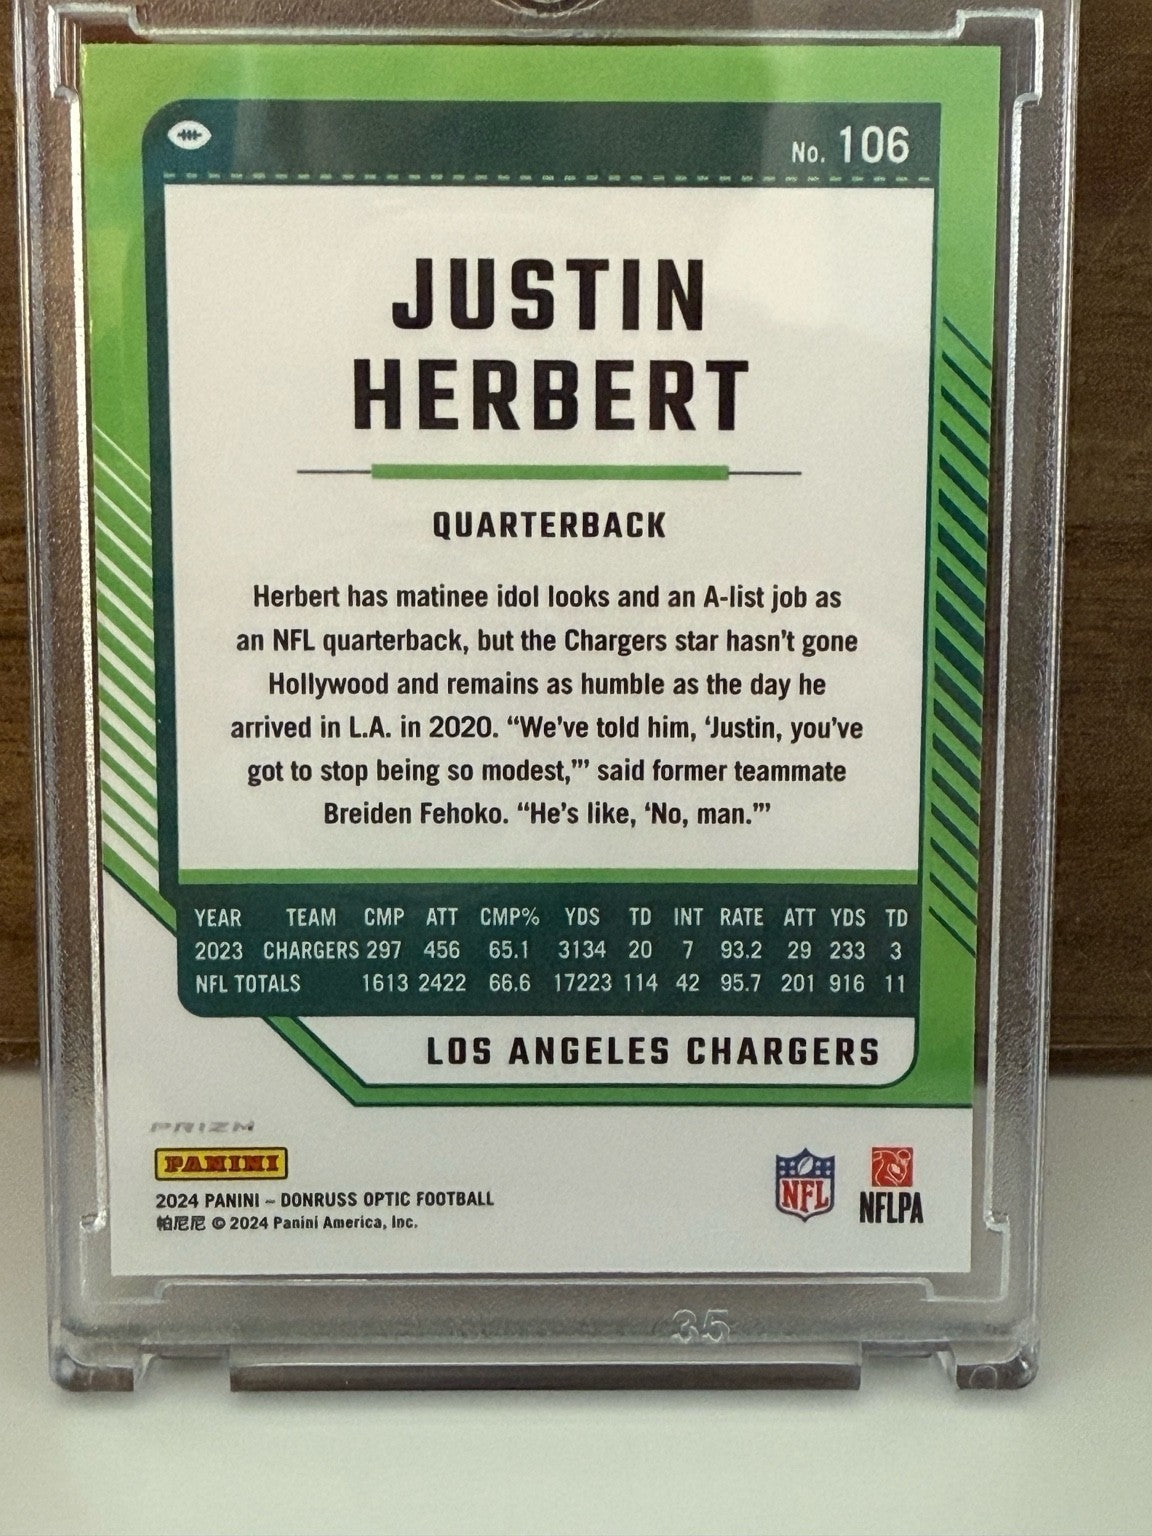 No. 106
JUSTIN
HERBERT
QUARTERBACK
Herbert has matinee idol looks and an A-list job as
an NFL quarterback, but the Chargers star hasn't gone
Hollywood and remains as humble as the day he
arrived in L.A. in 2020. “We've told him, ‘Justin, you've
got to stop being so modest,’” said former teammate
Breiden Fehoko. “He's like, ‘No, man.’”
YEAR TEAM CMP ATT CMP% YDS TD INT RATE ATT YDS TD
2023 CHARGERS 297 456 65.1 3134 20 7 93.2 29 233 3
NFL TOTALS 1613 2422 66.6 17223 114 42 95.7 201 916 11
LOS ANGELES CHARGERS
PRIZM
PANINI
2024 PANINI – DONRUSS OPTIC FOOTBALL
帕尼尼 © 2024 Panini America, Inc.
NFL
NFLPA
35